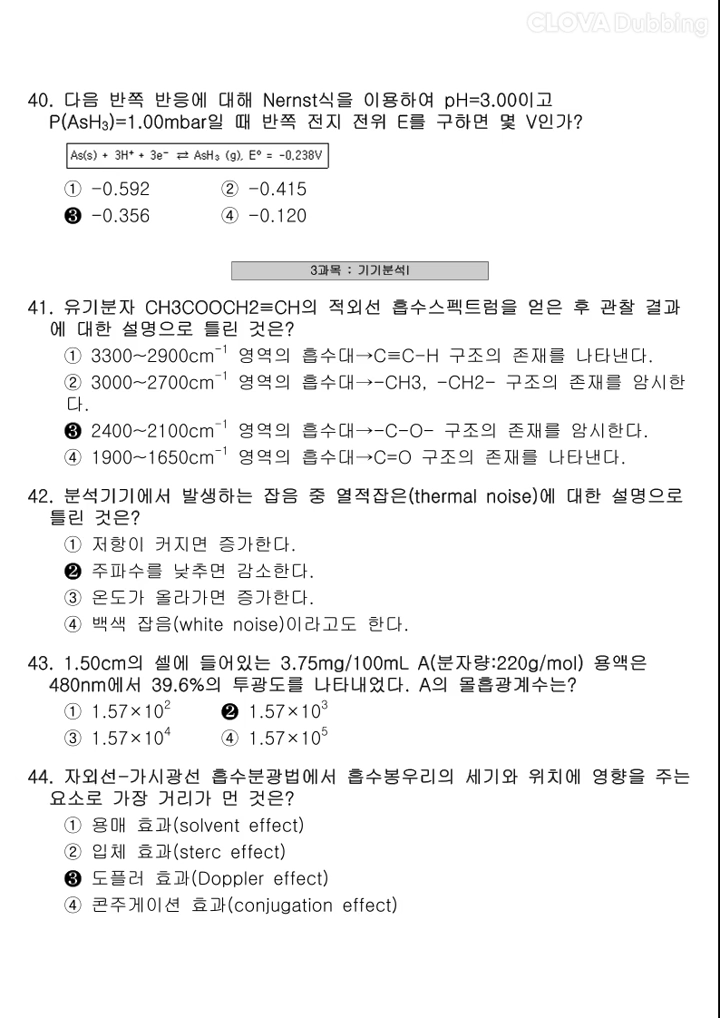 CLOVA Dubbing
40. 다음 반쪽 반응에 대해 Nernst식을 이용하여 pH=3.00이고
P(AsH₃)=1.00mbar일 때 반쪽 전지 전위 E를 구하면 몇 V인가?
As(s) + 3H⁺ + 3e⁻ ⇄ AsH₃ (g), E° = -0.238V
① -0.592 ② -0.415
❸ -0.356 ④ -0.120
3과목 : 기기분석I
41. 유기분자 CH3COOCH2≡CH의 적외선 흡수스펙트럼을 얻은 후 관찰 결과
에 대한 설명으로 틀린 것은?
① 3300~2900cm⁻¹ 영역의 흡수대→C≡C-H 구조의 존재를 나타낸다.
② 3000~2700cm⁻¹ 영역의 흡수대→-CH3, -CH2- 구조의 존재를 암시한
다.
❸ 2400~2100cm⁻¹ 영역의 흡수대→-C-O- 구조의 존재를 암시한다.
④ 1900~1650cm⁻¹ 영역의 흡수대→C=O 구조의 존재를 나타낸다.
42. 분석기기에서 발생하는 잡음 중 열적잡은(thermal noise)에 대한 설명으로
틀린 것은?
① 저항이 커지면 증가한다.
❷ 주파수를 낮추면 감소한다.
③ 온도가 올라가면 증가한다.
④ 백색 잡음(white noise)이라고도 한다.
43. 1.50cm의 셀에 들어있는 3.75mg/100mL A(분자량:220g/mol) 용액은
480nm에서 39.6%의 투광도를 나타내었다. A의 몰흡광계수는?
① 1.57×10² ❷ 1.57×10³
③ 1.57×10⁴ ④ 1.57×10⁵
44. 자외선-가시광선 흡수분광법에서 흡수봉우리의 세기와 위치에 영향을 주는
요소로 가장 거리가 먼 것은?
① 용매 효과(solvent effect)
② 입체 효과(sterc effect)
❸ 도플러 효과(Doppler effect)
④ 콘주게이션 효과(conjugation effect)